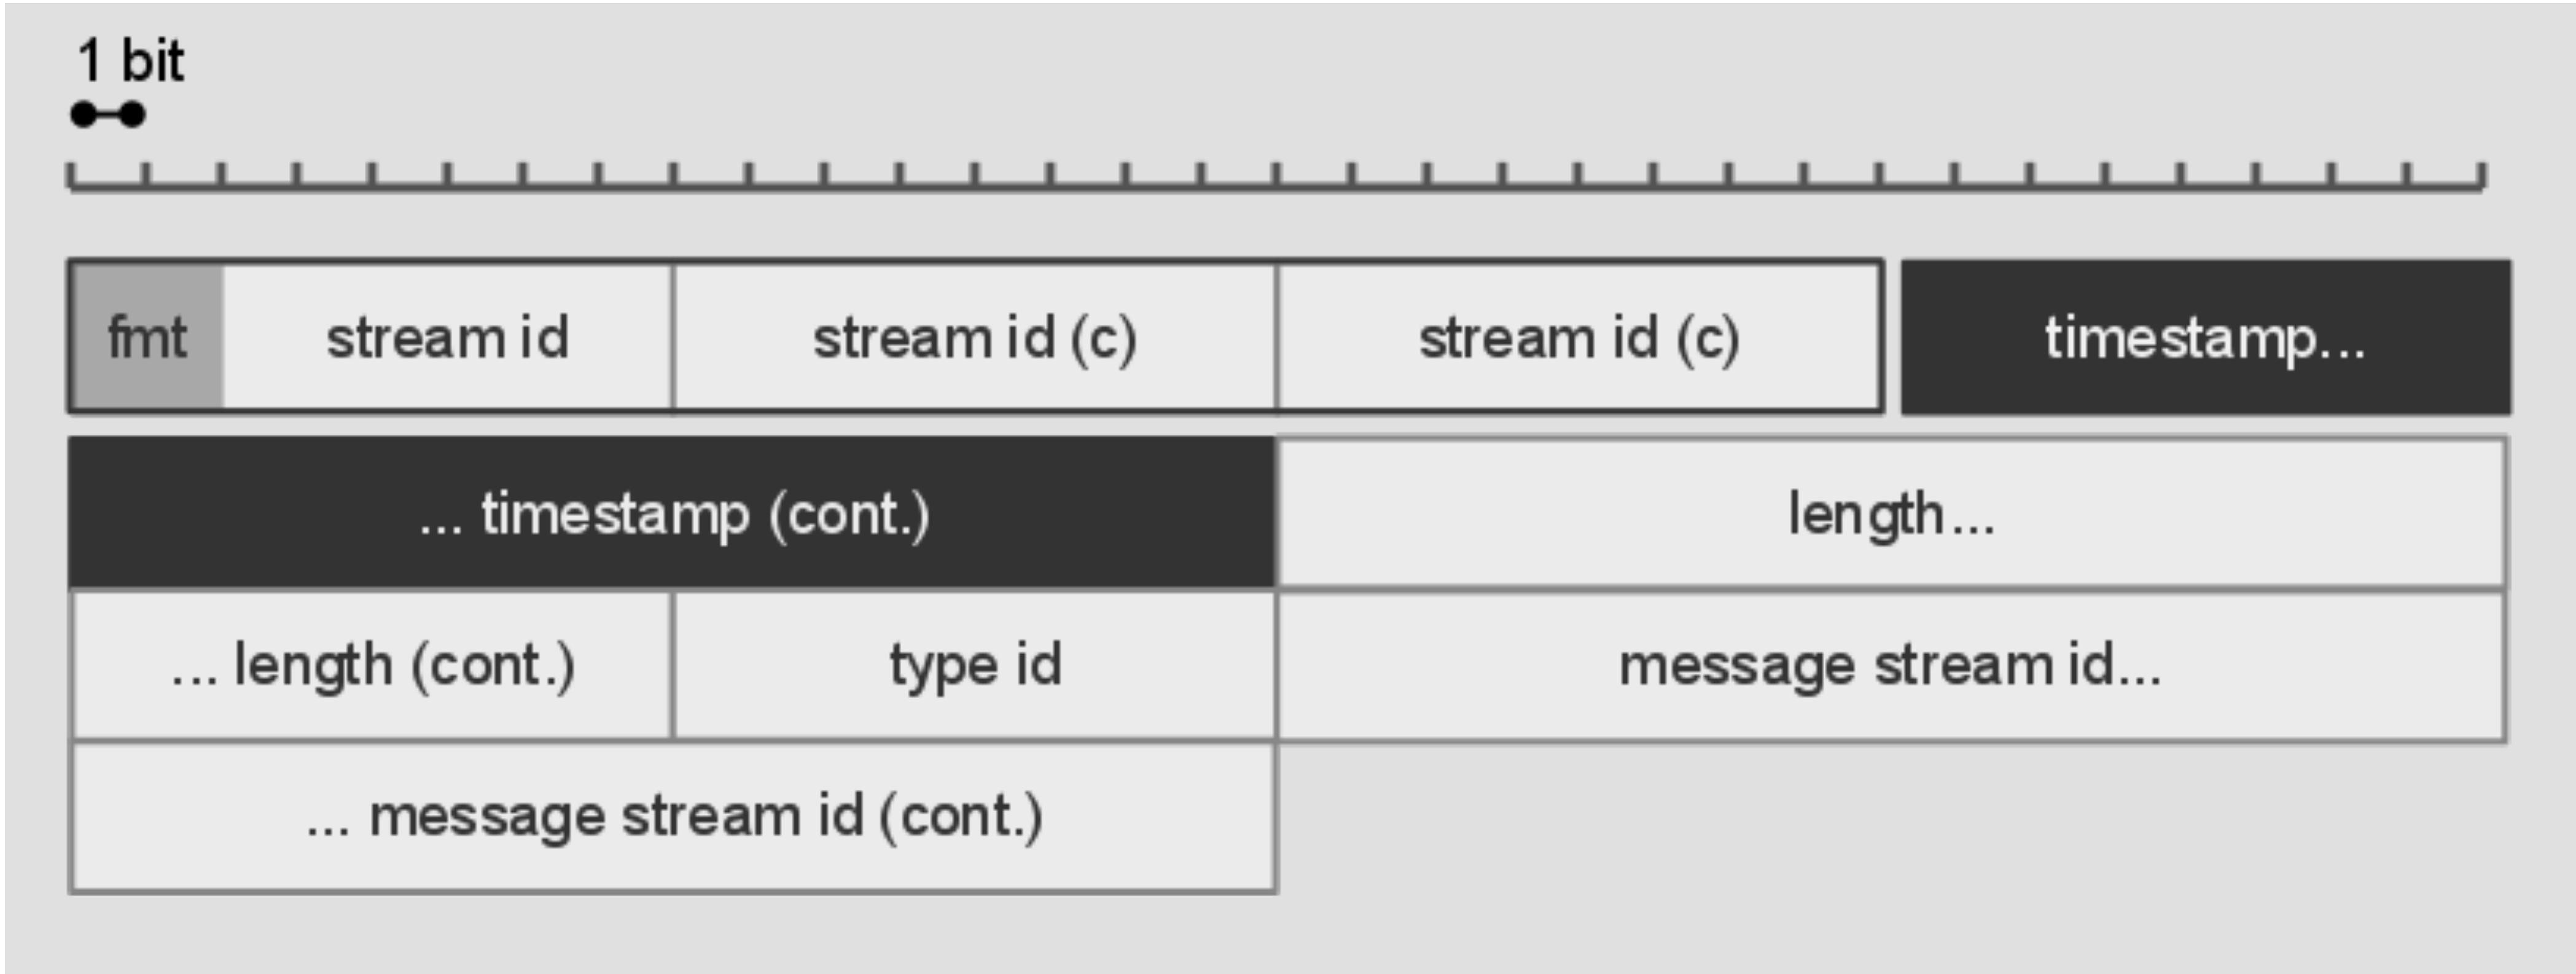 1 bit
fmt stream id stream id (c) stream id (c) timestamp...
... timestamp (cont.) length...
... length (cont.) type id message stream id...
... message stream id (cont.)